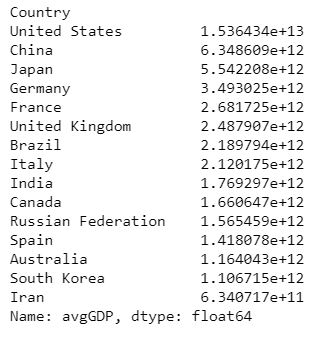 Country
United States 1.536434e+13
China 6.348609e+12
Japan 5.542208e+12
Germany 3.493025e+12
France 2.681725e+12
United Kingdom 2.487907e+12
Brazil 2.189794e+12
Italy 2.120175e+12
India 1.769297e+12
Canada 1.660647e+12
Russian Federation 1.565459e+12
Spain 1.418078e+12
Australia 1.164043e+12
South Korea 1.106715e+12
Iran 6.340717e+11
Name: avgGDP, dtype: float64